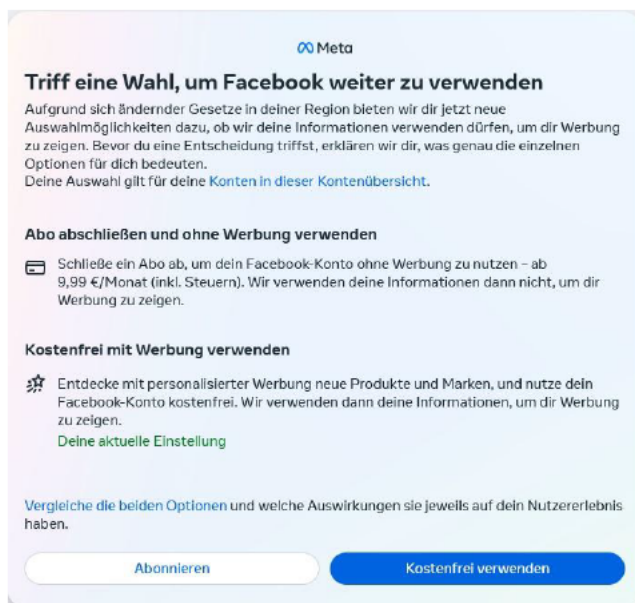 Meta
Triff eine Wahl, um Facebook weiter zu verwenden
Aufgrund sich ändernder Gesetze in deiner Region bieten wir dir jetzt neue
Auswahlmöglichkeiten dazu, ob wir deine Informationen verwenden dürfen, um dir Werbung
zu zeigen. Bevor du eine Entscheidung triffst, erklären wir dir, was genau die einzelnen
Optionen für dich bedeuten.
Deine Auswahl gilt für deine Konten in dieser Kontenübersicht.
Abo abschließen und ohne Werbung verwenden
Schließe ein Abo ab, um dein Facebook-Konto ohne Werbung zu nutzen – ab
9,99 €/Monat (inkl. Steuern). Wir verwenden deine Informationen dann nicht, um dir
Werbung zu zeigen.
Kostenfrei mit Werbung verwenden
Entdecke mit personalisierter Werbung neue Produkte und Marken, und nutze dein
Facebook-Konto kostenfrei. Wir verwenden dann deine Informationen, um dir Werbung
zu zeigen.
Deine aktuelle Einstellung
Vergleiche die beiden Optionen und welche Auswirkungen sie jeweils auf dein Nutzererlebnis
haben.
Abonnieren
Kostenfrei verwenden